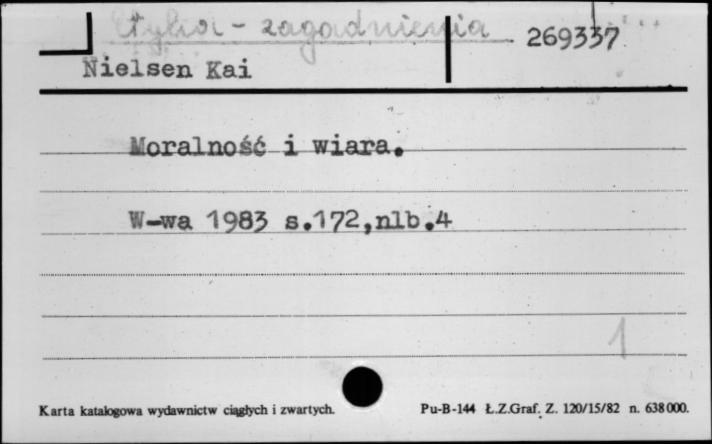 Etyka - zagadnienia
269337
Nielsen Kai
Moralność i wiara.
W-wa 1983 s.172,nlb.4
1
Karta katalogowa wydawnictw ciągłych i zwartych.
Pu-B-144 Ł.Z.Graf. Z. 120/15/82 n. 638000.